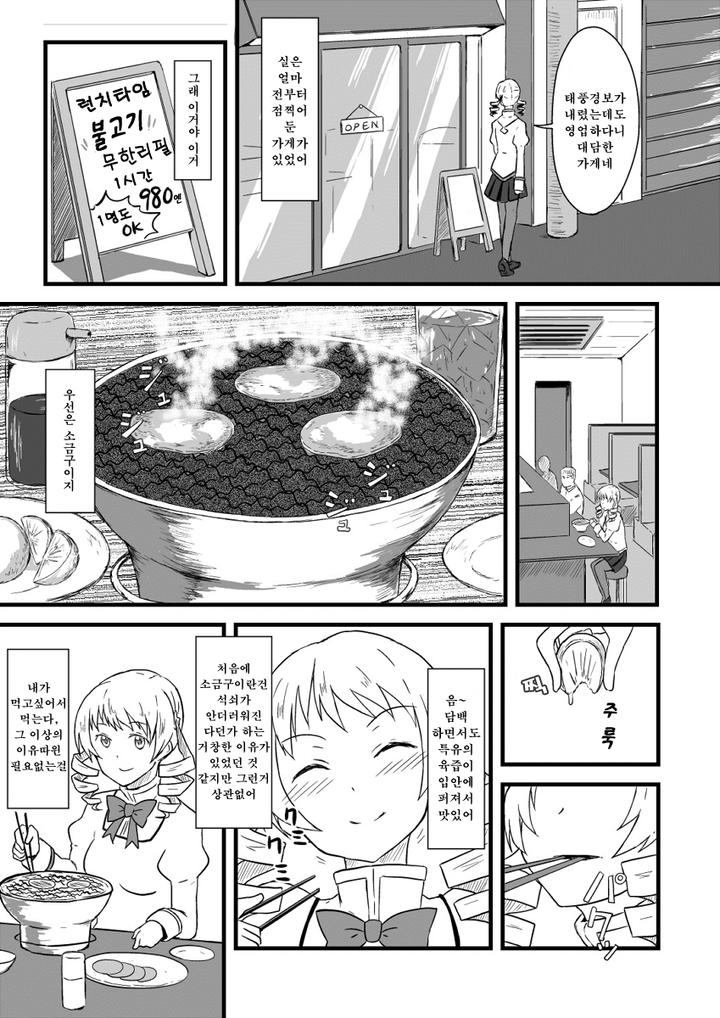 태풍경보가
내렸는데도
영업하다니
대담한
가게네
OPEN
실은
얼마
전부터
점찍어
둔
가게가
있었어
그래 이거야 이거
런치타임
불고기
무한리필
1시간
980엔
1명도
OK
우선은 소금구이지
ジュ
ジュ
ジュ
찍
주룩
음~
담백
하면서도
특유의
육즙이
입안에
퍼져서
맛있어
처음에
소금구이란건
석쇠가
안더러워진
다던가 하는
거창한 이유가
있었던 것
같지만 그런거
상관없어
내가
먹고싶어서
먹는다,
그 이상의
이유따윈
필요없는걸